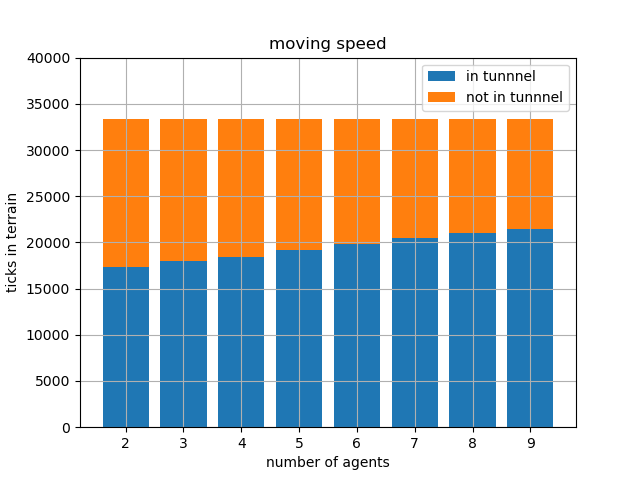 moving speed
in tunnnel
not in tunnnel
40000
35000
30000
25000
20000
15000
10000
5000
0
ticks in terrain
2 3 4 5 6 7 8 9
number of agents